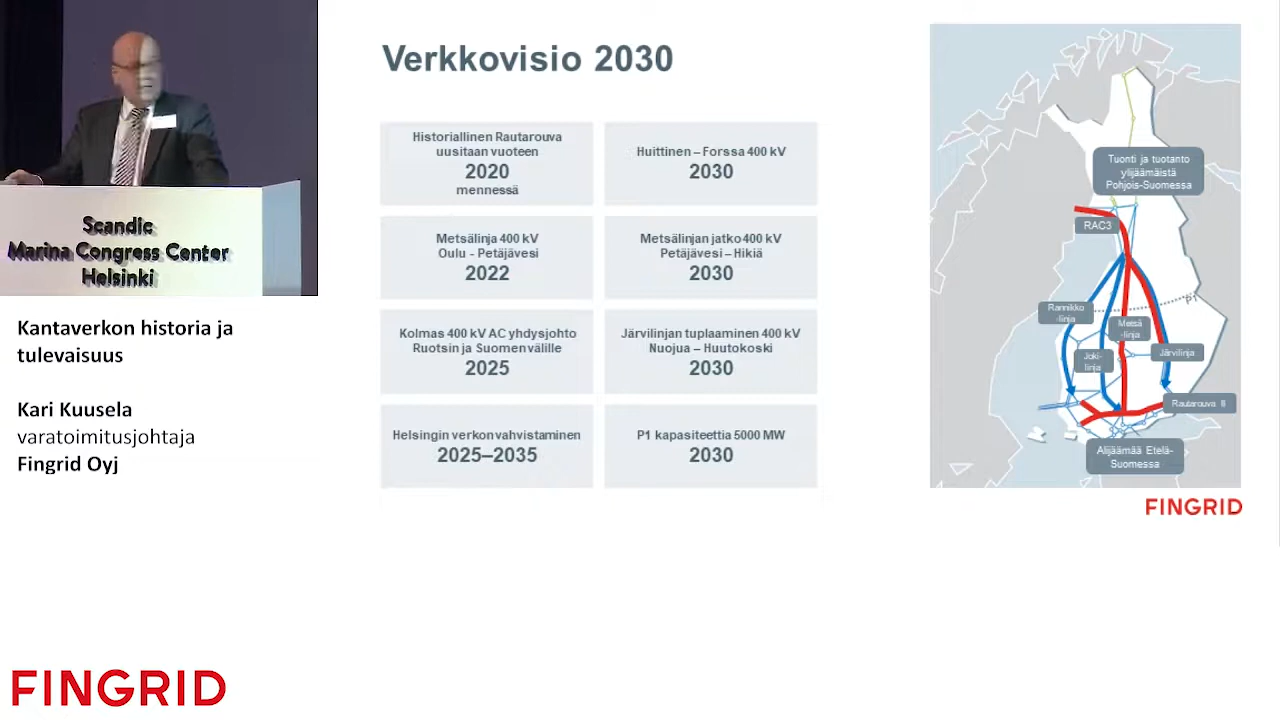 Scandic
Marina Congress Center
Helsinki
Kantaverkon historia ja
tulevaisuus
Kari Kuusela
varatoimitusjohtaja
Fingrid Oyj
FINGRID
Verkkovisio 2030
Historiallinen Rautarouva
uusitaan vuoteen
2020
mennessä
Huittinen – Forssa 400 kV
2030
Metsälinja 400 kV
Oulu - Petäjävesi
2022
Metsälinjan jatko 400 kV
Petäjävesi – Hikiä
2030
Kolmas 400 kV AC yhdysjohto
Ruotsin ja Suomen välille
2025
Järvilinjan tuplaaminen 400 kV
Nuojua – Huutokoski
2030
Helsingin verkon vahvistaminen
2025–2035
P1 kapasiteettia 5000 MW
2030
Tuonti ja tuotanto
ylijäämäistä
Pohjois-Suomessa
RAC3
P1
Rannikko
-linja
Metsä
-linja
Joki-
linja
Järvilinja
Rautarouva II
Alijäämää Etelä-
Suomessa
FINGRID